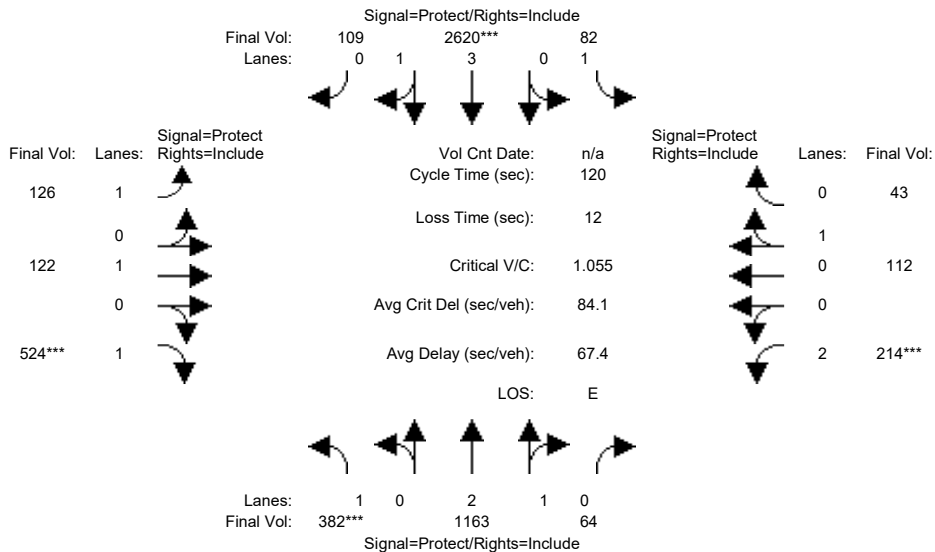 Signal=Protect/Rights=Include
Final Vol: 109 2620*** 82
Lanes: 0 1 3 0 1
Signal=Protect Signal=Protect
Final Vol: Lanes: Rights=Include Vol Cnt Date: n/a Rights=Include Lanes: Final Vol:
Cycle Time (sec): 120
126 1 0 43
Loss Time (sec): 12
0 1
122 1 Critical V/C: 1.055 0 112
0 Avg Crit Del (sec/veh): 84.1 0
524*** 1 Avg Delay (sec/veh): 67.4 2 214***
LOS: E
Lanes: 1 0 2 1 0
Final Vol: 382*** 1163 64
Signal=Protect/Rights=Include